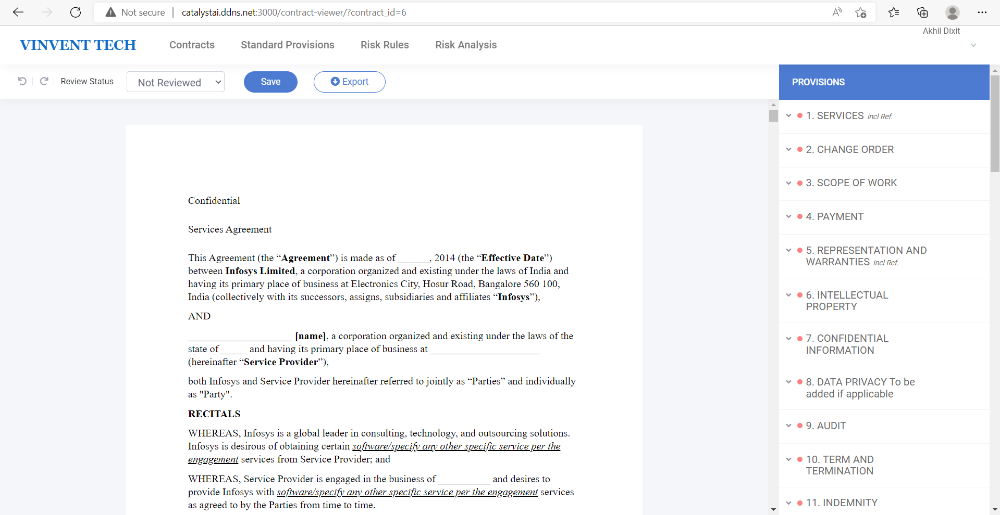 Not secure | catalystai.ddns.net:3000/contract-viewer/?contract_id=6
Akhil Dixit
VINVENT TECH Contracts Standard Provisions Risk Rules Risk Analysis
Review Status Not Reviewed Save Export
Confidential
Services Agreement
This Agreement (the “Agreement”) is made as of ______, 2014 (the “Effective Date”)
between Infosys Limited, a corporation organized and existing under the laws of India and
having its primary place of business at Electronics City, Hosur Road, Bangalore 560 100,
India (collectively with its successors, assigns, subsidiaries and affiliates “Infosys”),
AND
____________________ [name], a corporation organized and existing under the laws of the
state of _____ and having its primary place of business at _____________________
(hereinafter “Service Provider”),
both Infosys and Service Provider hereinafter referred to jointly as “Parties” and individually
as "Party".
RECITALS
WHEREAS, Infosys is a global leader in consulting, technology, and outsourcing solutions.
Infosys is desirous of obtaining certain software/specify any other specific service per the
engagement services from Service Provider; and
WHEREAS, Service Provider is engaged in the business of __________ and desires to
provide Infosys with software/specify any other specific service per the engagement services
as agreed to by the Parties from time to time.
PROVISIONS
1. SERVICES incl Ref.
2. CHANGE ORDER
3. SCOPE OF WORK
4. PAYMENT
5. REPRESENTATION AND
WARRANTIES incl Ref.
6. INTELLECTUAL
PROPERTY
7. CONFIDENTIAL
INFORMATION
8. DATA PRIVACY To be
added if applicable
9. AUDIT
10. TERM AND
TERMINATION
11. INDEMNITY